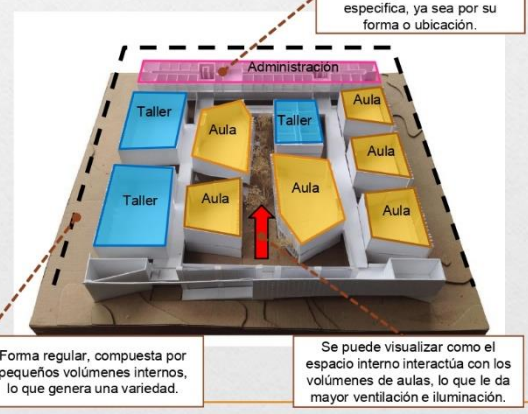 especifica, ya sea por su
forma o ubicación.
Administración
Taller
Aula
Taller
Aula
Aula
Taller
Aula
Aula
Aula
Forma regular, compuesta por
pequeños volúmenes internos,
lo que genera una variedad.
Se puede visualizar como el
espacio interno interactúa con los
volúmenes de aulas, lo que le da
mayor ventilación e iluminación.